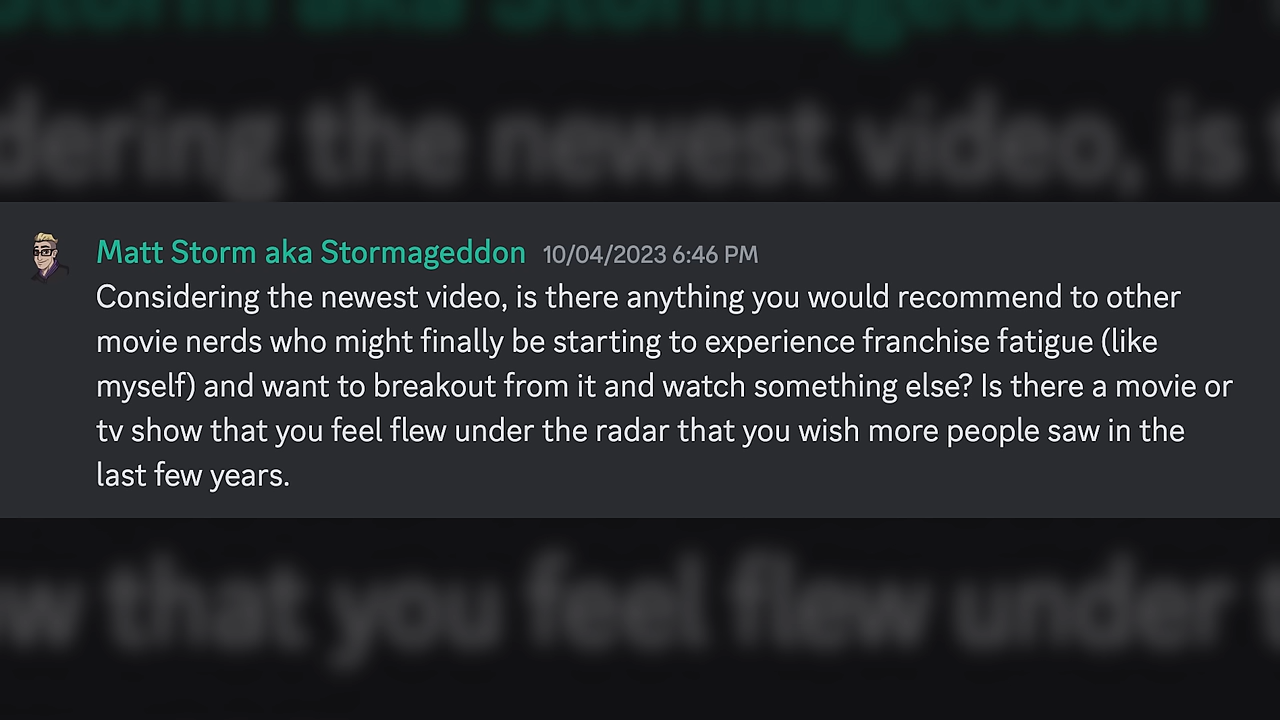 Stormageddon
dering the newest video, is
Matt Storm aka Stormageddon 10/04/2023 6:46 PM
Considering the newest video, is there anything you would recommend to other
movie nerds who might finally be starting to experience franchise fatigue (like
myself) and want to breakout from it and watch something else? Is there a movie or
tv show that you feel flew under the radar that you wish more people saw in the
last few years.
w that you feel flew under